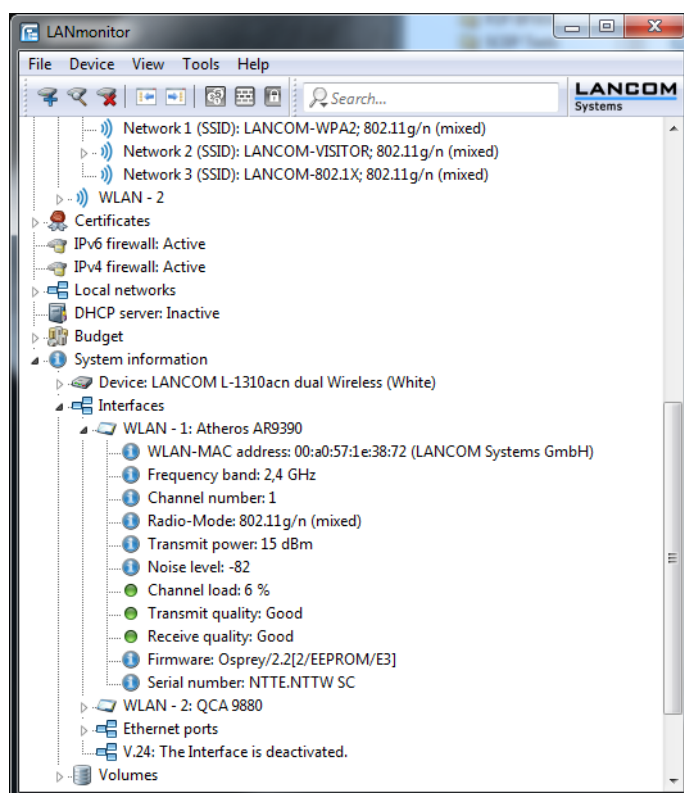 LANmonitor
File Device View Tools Help
Search...
LANCOM
Systems
Network 1 (SSID): LANCOM-WPA2; 802.11g/n (mixed)
Network 2 (SSID): LANCOM-VISITOR; 802.11g/n (mixed)
Network 3 (SSID): LANCOM-802.1X; 802.11g/n (mixed)
WLAN - 2
Certificates
IPv6 firewall: Active
IPv4 firewall: Active
Local networks
DHCP server: Inactive
Budget
System information
Device: LANCOM L-1310acn dual Wireless (White)
Interfaces
WLAN - 1: Atheros AR9390
WLAN-MAC address: 00:a0:57:1e:38:72 (LANCOM Systems GmbH)
Frequency band: 2,4 GHz
Channel number: 1
Radio-Mode: 802.11g/n (mixed)
Transmit power: 15 dBm
Noise level: -82
Channel load: 6 %
Transmit quality: Good
Receive quality: Good
Firmware: Osprey/2.2[2/EEPROM/E3]
Serial number: NTTE.NTTW SC
WLAN - 2: QCA 9880
Ethernet ports
V.24: The Interface is deactivated.
Volumes